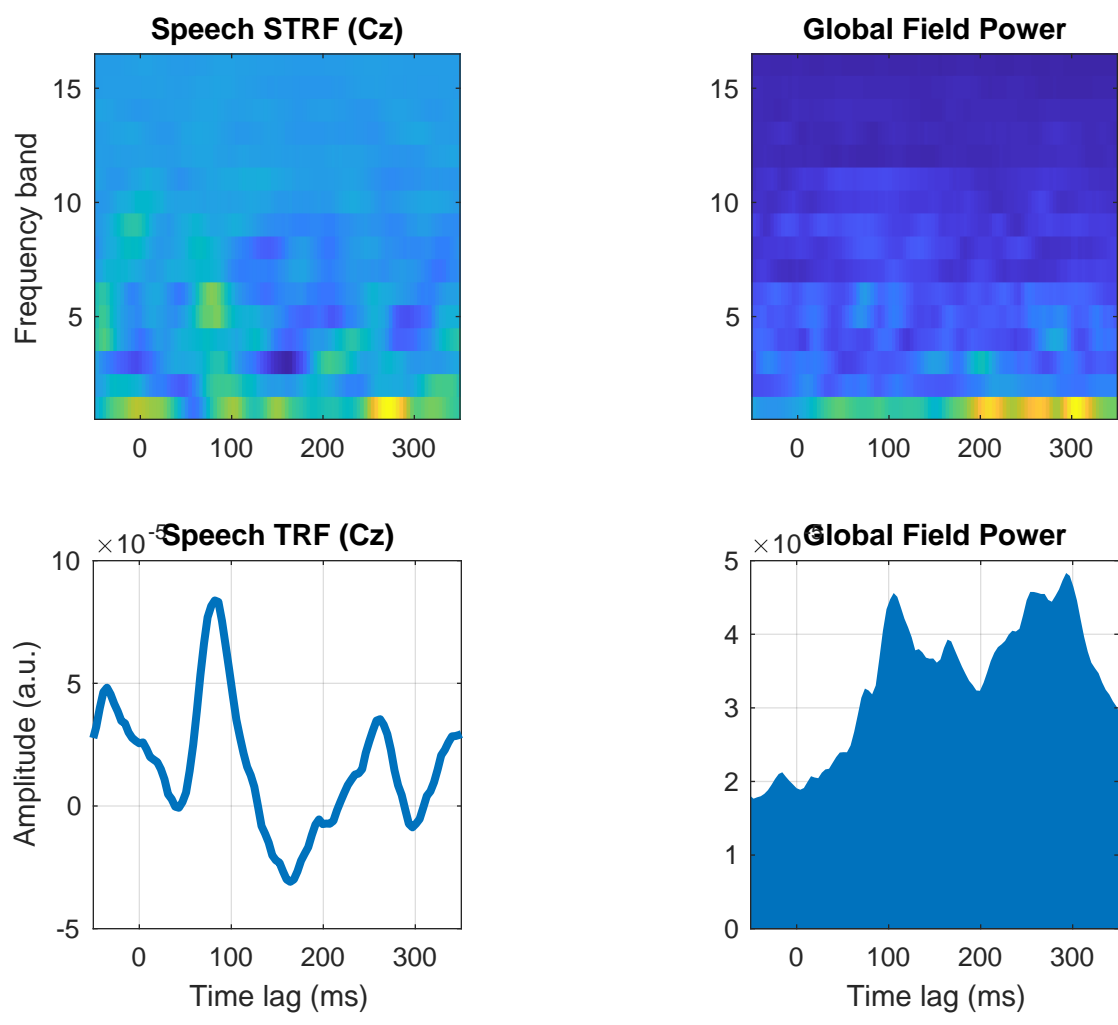 Speech STRF (Cz)
Frequency band
15
10
5
0 100 200 300
Global Field Power
15
10
5
0 100 200 300
Speech TRF (Cz)
×10^-5
Amplitude (a.u.)
10
5
0
-5
0 100 200 300
Time lag (ms)
Global Field Power
×10^-5
5
4
3
2
1
0
0 100 200 300
Time lag (ms)